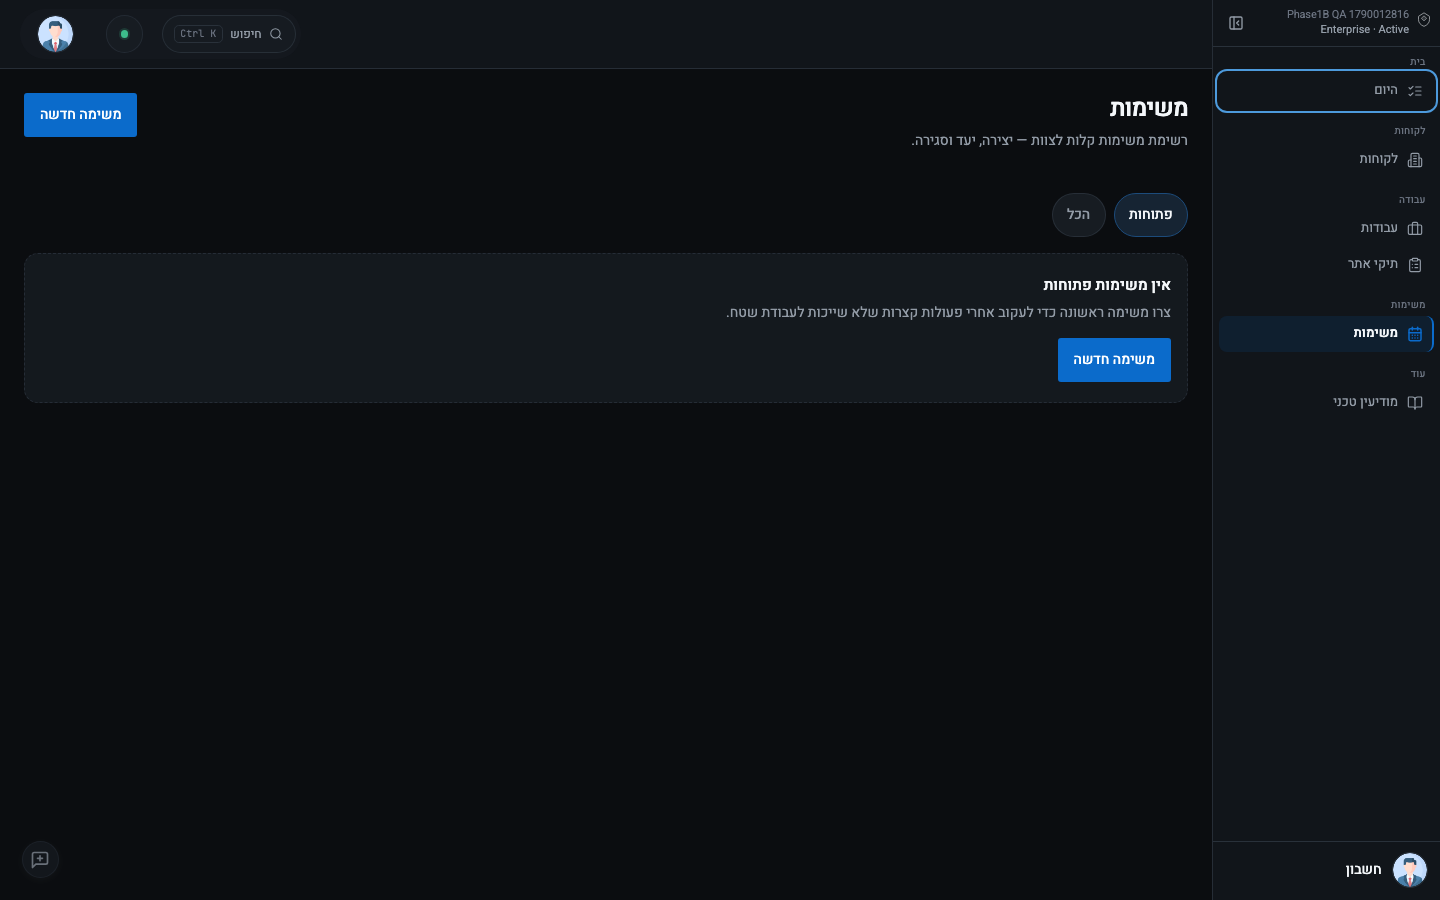 Phase1B QA 1790012816
Enterprise · Active
בית
היום
לקוחות
לקוחות
עבודה
עבודות
תיקי אתר
משימות
משימות
עוד
מודיעין טכני
חשבון
חיפוש Ctrl K
משימות
רשימת משימות קלות לצוות — יצירה, יעד וסגירה.
משימה חדשה
פתוחות
הכל
אין משימות פתוחות
צרו משימה ראשונה כדי לעקוב אחרי פעולות קצרות שלא שייכות לעבודת שטח.
משימה חדשה